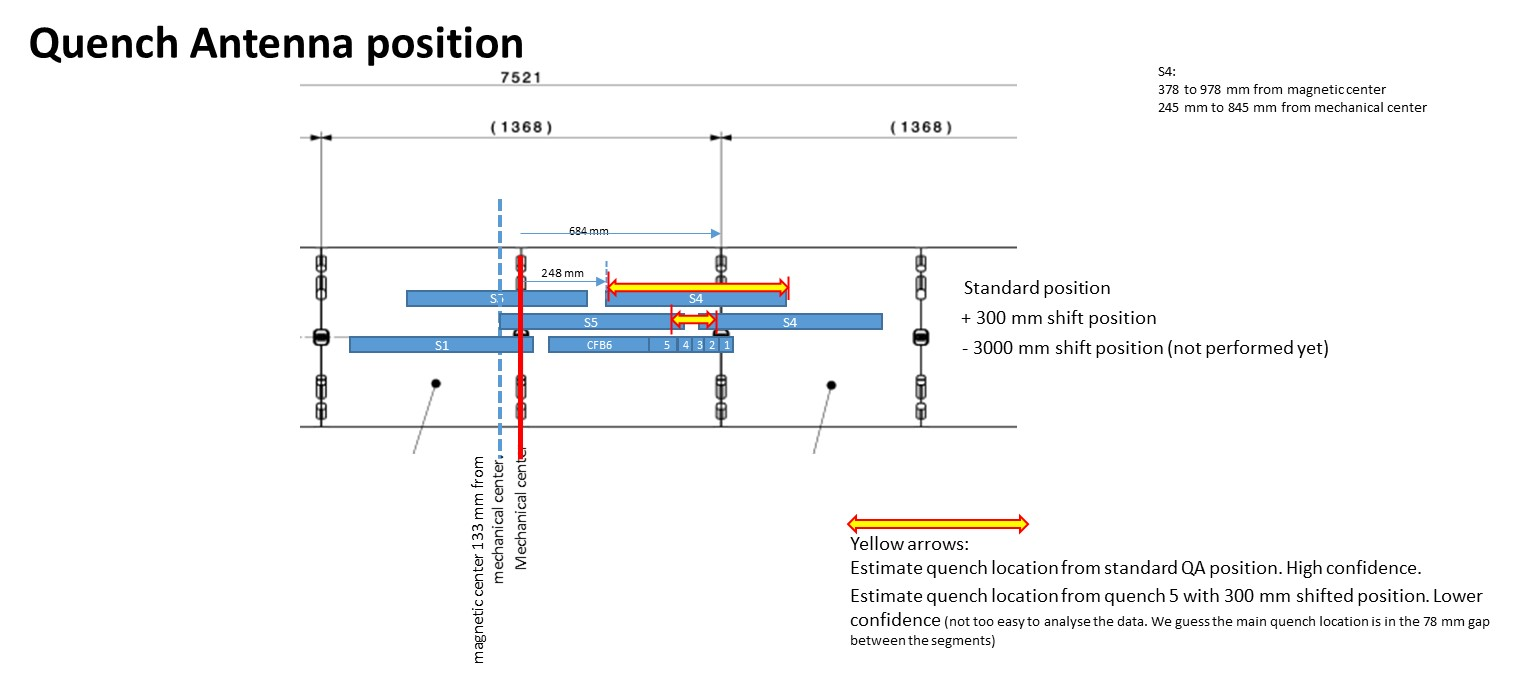 Quench Antenna position
7521
S4:
378 to 978 mm from magnetic center
245 mm to 845 mm from mechanical center
(1368)
(1368)
684 mm
248 mm
S4
Standard position
S5
S4
+ 300 mm shift position
S1
CFB6
5
4
3
2
1
- 3000 mm shift position (not performed yet)
magnetic center 133 mm from
mechanical center.
Mechanical center
Yellow arrows:
Estimate quench location from standard QA position. High confidence.
Estimate quench location from quench 5 with 300 mm shifted position. Lower
confidence (not too easy to analyse the data. We guess the main quench location is in the 78 mm gap
between the segments)